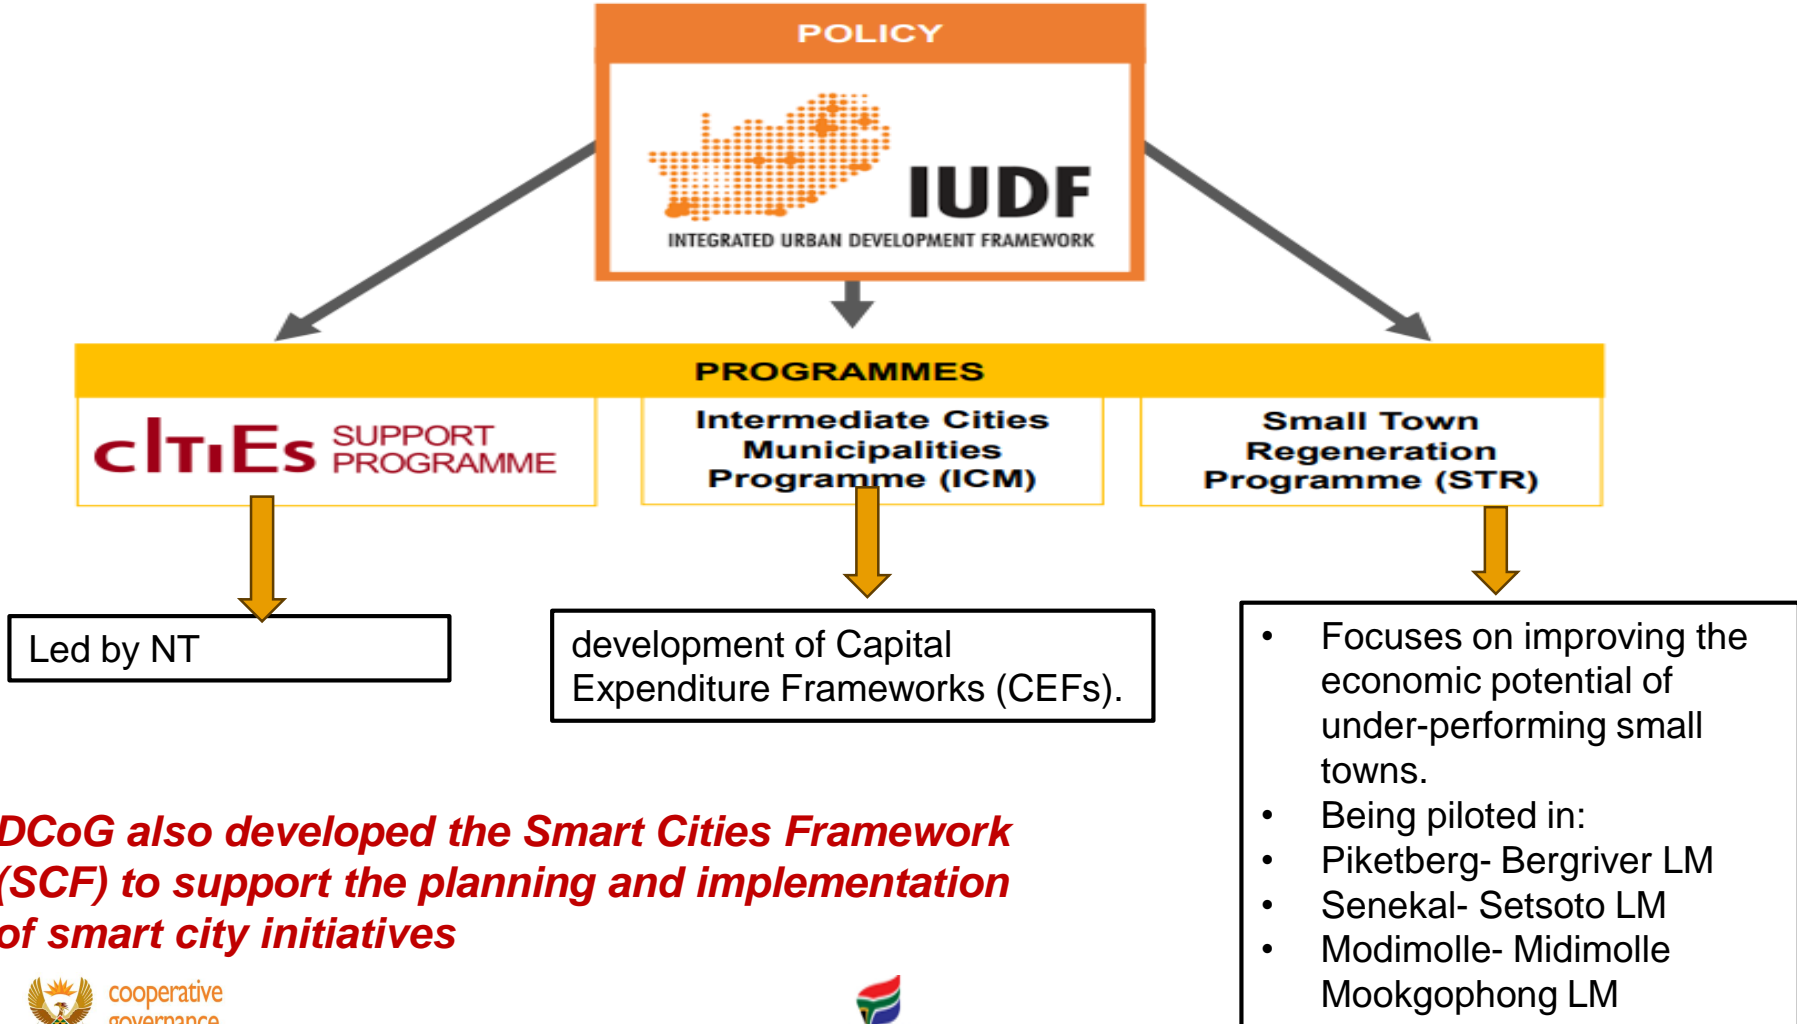 POLICY
IUDF
INTEGRATED URBAN DEVELOPMENT FRAMEWORK
PROGRAMMES
cITIEs SUPPORT
PROGRAMME
Intermediate Cities
Municipalities
Programme (ICM)
Small Town
Regeneration
Programme (STR)
Led by NT
development of Capital
Expenditure Frameworks (CEFs).
• Focuses on improving the
economic potential of
under-performing small
towns.
• Being piloted in:
• Piketberg- Bergriver LM
• Senekal- Setsoto LM
• Modimolle- Midimolle
Mookgophong LM
DCoG also developed the Smart Cities Framework
(SCF) to support the planning and implementation
of smart city initiatives
cooperative
governance